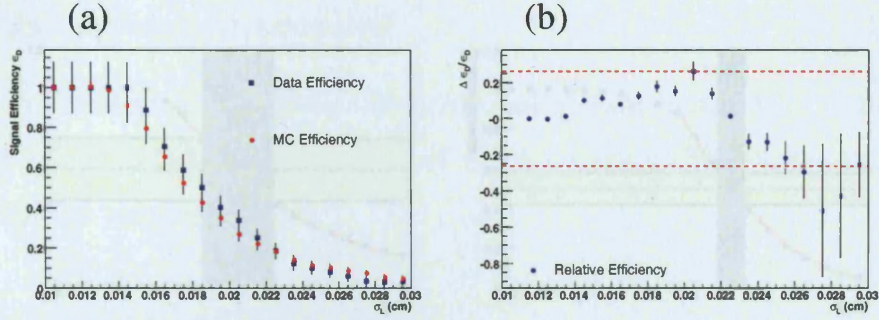 (a)
Signal Efficiency ε_D
1
0.8
0.6
0.4
0.2
0
0.01 0.012 0.014 0.016 0.018 0.02 0.022 0.024 0.026 0.028 0.03
σ_L (cm)
Data Efficiency
MC Efficiency
(b)
Δ ε_D/ε_D
0.2
-0
-0.2
-0.4
-0.6
-0.8
0.01 0.012 0.014 0.016 0.018 0.02 0.022 0.024 0.026 0.028 0.03
σ_L (cm)
Relative Efficiency